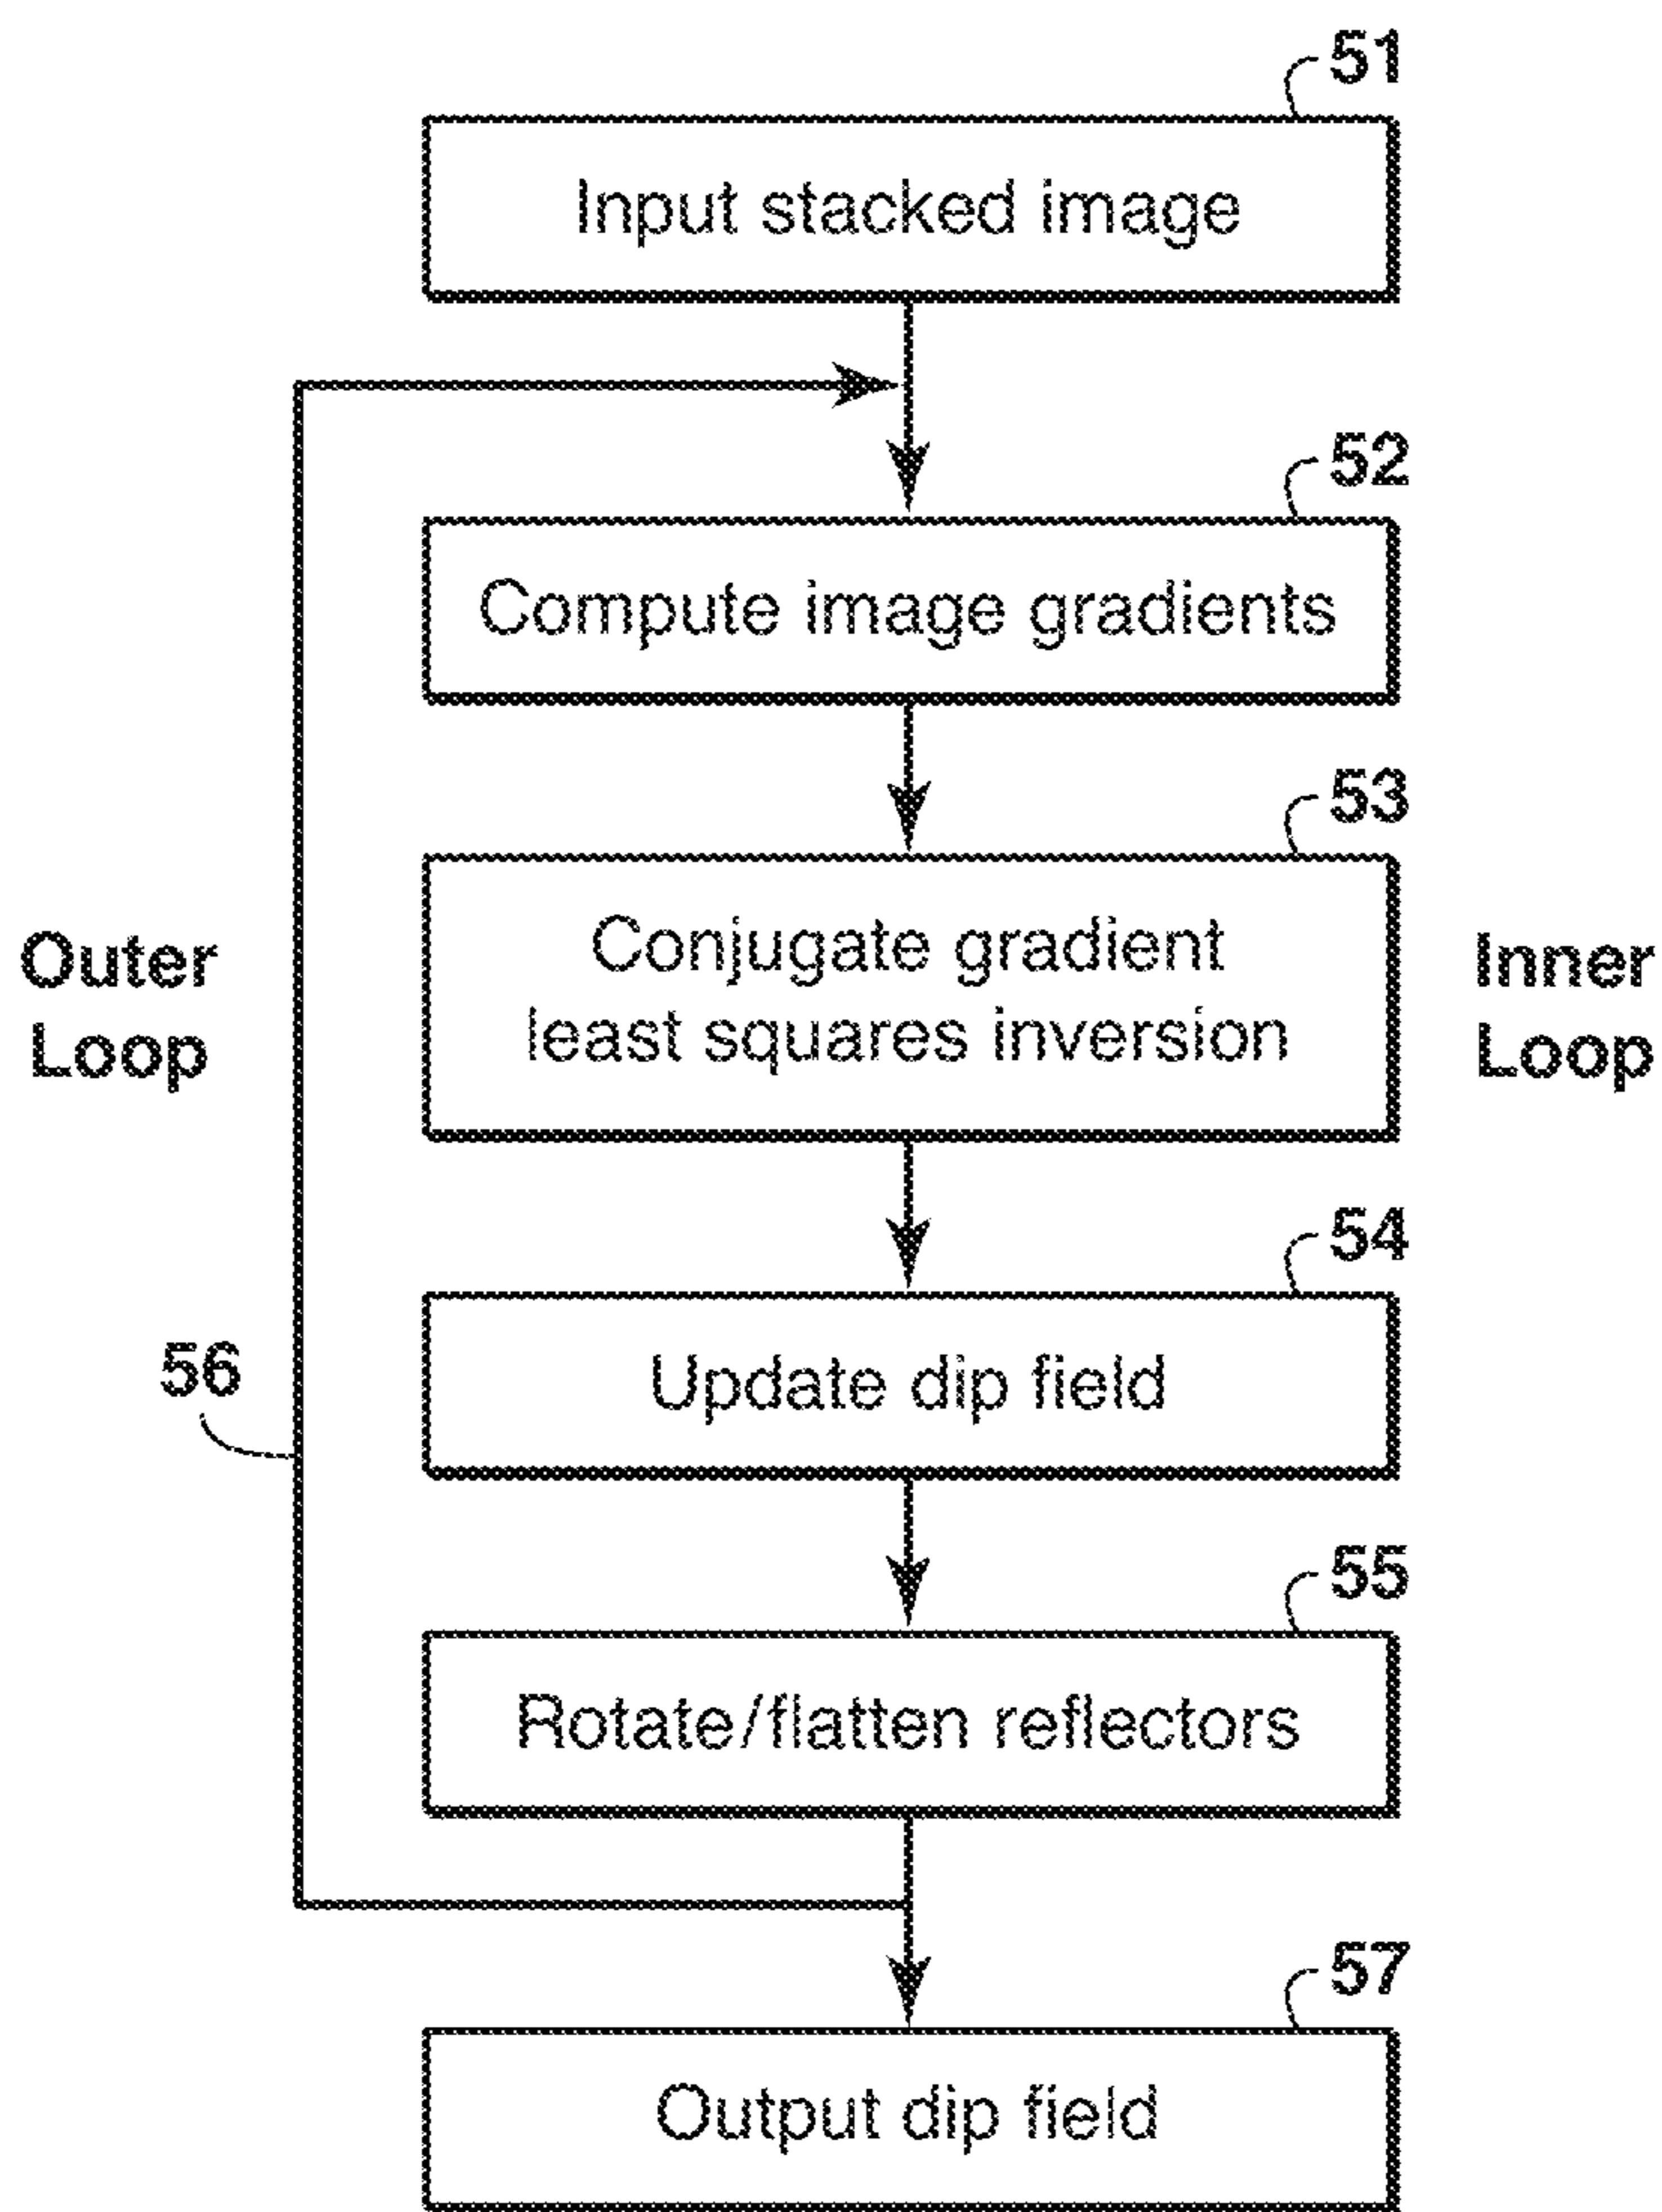 51
Input stacked image
52
Compute image gradients
53
Conjugate gradient
least squares inversion
Outer
Loop
Inner
Loop
54
Update dip field
56
55
Rotate/flatten reflectors
57
Output dip field